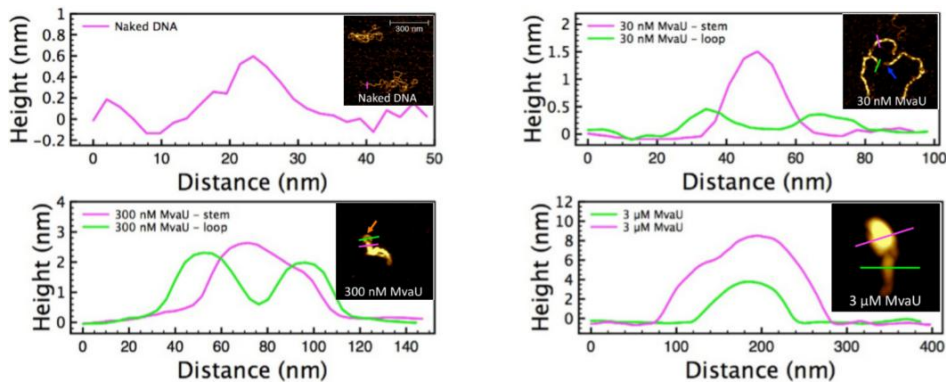 Height (nm)
1
0.8
0.6
0.4
0.2
0
-0.2
Naked DNA
300 nm
Naked DNA
0 10 20 30 40 50
Distance (nm)
Height (nm)
2
1.5
1
0.5
0
30 nM MvaU - stem
30 nM MvaU - loop
30 nM MvaU
0 20 40 60 80 100
Distance (nm)
Height (nm)
4
3
2
1
0
300 nM MvaU - stem
300 nM MvaU - loop
300 nM MvaU
0 20 40 60 80 100 120 140
Distance (nm)
Height (nm)
12
10
8
6
4
2
0
3 µM MvaU
3 µM MvaU
3 µM MvaU
0 100 200 300 400
Distance (nm)